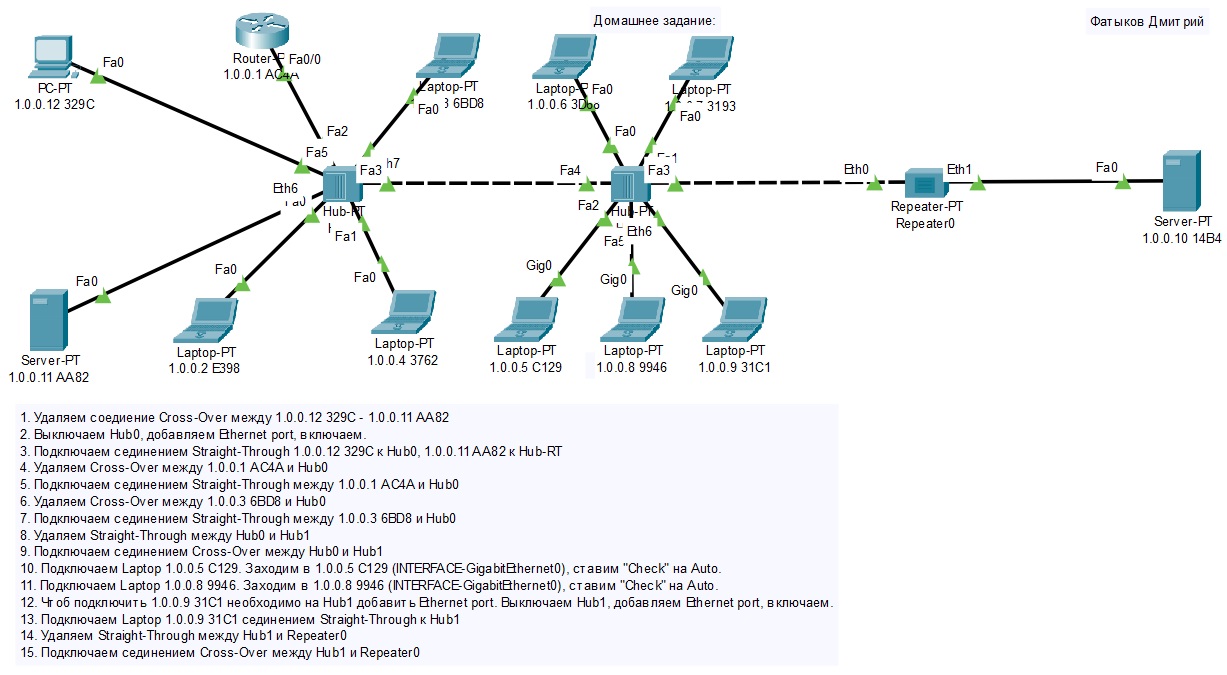 Домашнее задание:
Фатыков Дмитрий
Fa0
PC-PT
1.0.0.12 329C
Fa0/0
1.0.0.1 AC4A
Laptop-PT
6BD8
Fa0
Fa0
1.0.0.6
Laptop-PT
3193
Fa0
Fa2
Fa5
Fa3
Eth6
Fa0
Fa1
Fa4
Fa0
Fa3
Fa2
Eth6
Eth0
Eth1
Repeater-PT
Repeater0
Fa0
Server-PT
1.0.0.10 14B4
Fa0
Server-PT
1.0.0.11 AA82
Fa0
Laptop-PT
1.0.0.2 E398
Fa0
Laptop-PT
1.0.0.4 3762
Gig0
Laptop-PT
1.0.0.5 C129
Gig0
Laptop-PT
1.0.0.8 9946
Gig0
Laptop-PT
1.0.0.9 31C1
1. Удаляем соедиение Cross-Over между 1.0.0.12 329C - 1.0.0.11 AA82
2. Выключаем Hub0, добавляем Ethernet port, включаем.
3. Подключаем сединением Straight-Through 1.0.0.12 329C к Hub0, 1.0.0.11 AA82 к Hub-RT
4. Удаляем Cross-Over между 1.0.0.1 AC4A и Hub0
5. Подключаем сединением Straight-Through между 1.0.0.1 AC4A и Hub0
6. Удаляем Cross-Over между 1.0.0.3 6BD8 и Hub0
7. Подключаем сединением Straight-Through между 1.0.0.3 6BD8 и Hub0
8. Удаляем Straight-Through между Hub0 и Hub1
9. Подключаем сединением Cross-Over между Hub0 и Hub1
10. Подключаем Laptop 1.0.0.5 C129. Заходим в 1.0.0.5 C129 (INTERFACE-GigabitEthernet0), ставим "Check" на Auto.
11. Подключаем Laptop 1.0.0.8 9946. Заходим в 1.0.0.8 9946 (INTERFACE-GigabitEthernet0), ставим "Check" на Auto.
12. Чтоб подключить 1.0.0.9 31C1 необходимо на Hub1 добавить Ethernet port. Выключаем Hub1, добавляем Ethernet port, включаем.
13. Подключаем Laptop 1.0.0.9 31C1 сединением Straight-Through к Hub1
14. Удаляем Straight-Through между Hub1 и Repeater0
15. Подключаем сединением Cross-Over между Hub1 и Repeater0